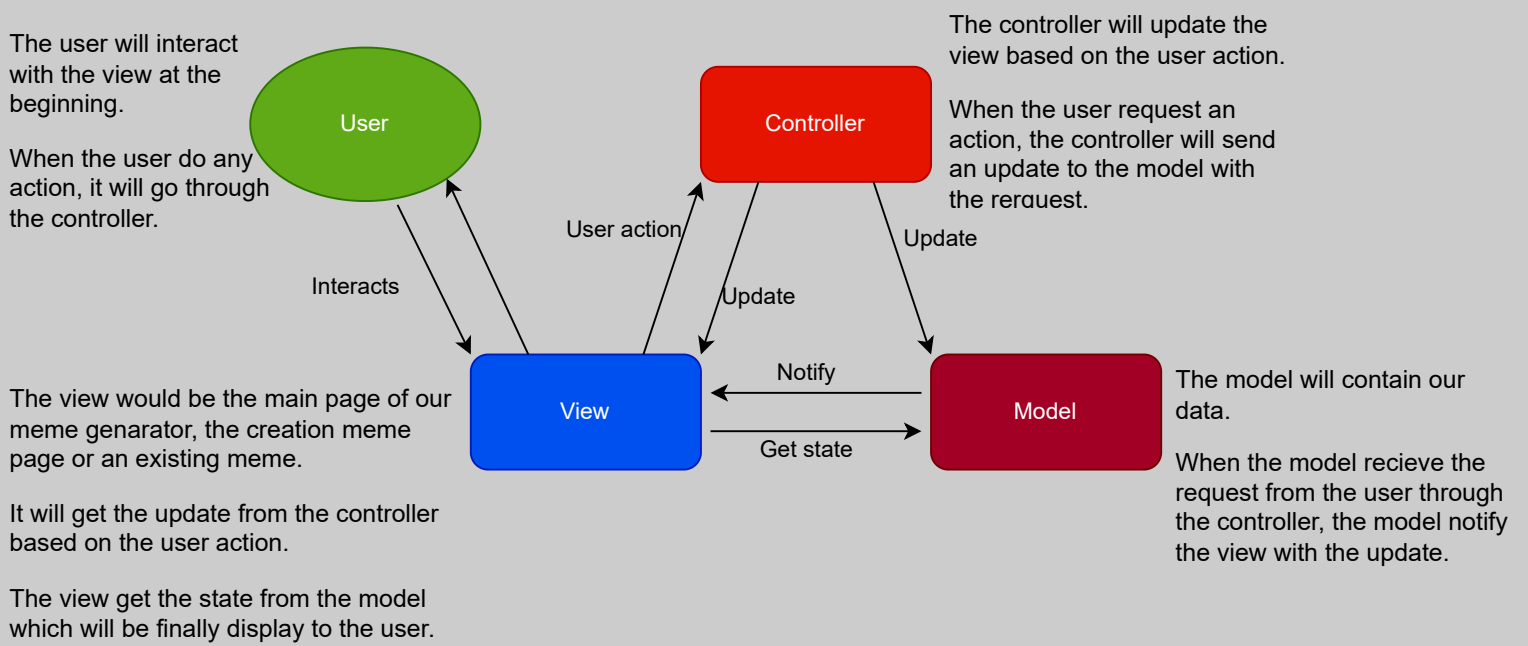 The user will interact
with the view at the
beginning.
When the user do any
action, it will go through
the controller.
User
Controller
The controller will update the
view based on the user action.
When the user request an
action, the controller will send
an update to the model with
the rerquest.
Interacts
User action
Update
Update
The view would be the main page of our
meme genarator, the creation meme
page or an existing meme.
It will get the update from the controller
based on the user action.
The view get the state from the model
which will be finally display to the user.
View
Notify
Get state
Model
The model will contain our
data.
When the model recieve the
request from the user through
the controller, the model notify
the view with the update.